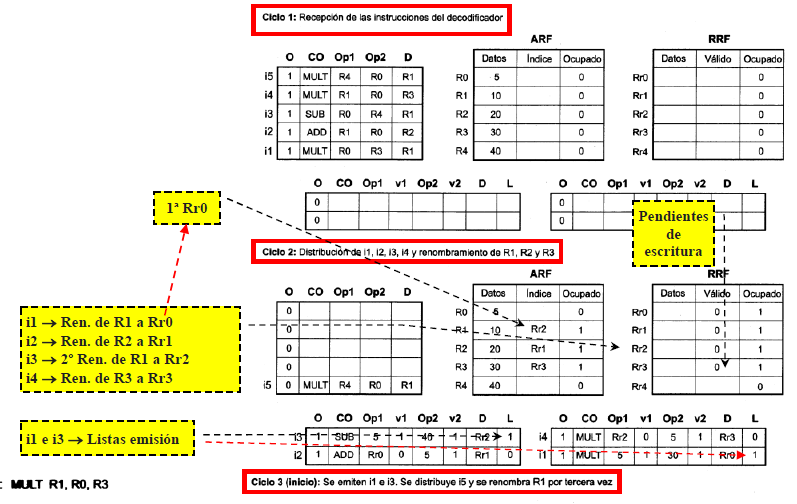 Ciclo 1: Recepción de las instrucciones del decodificador
ARF
RRF
O CO Op1 Op2 D
Datos Índice Ocupado
Datos Válido Ocupado
i5 1 MULT R4 R0 R1
i4 1 MULT R1 R0 R3
i3 1 SUB R0 R4 R1
i2 1 ADD R1 R0 R2
i1 1 MULT R0 R3 R1
R0 5 0
R1 10 0
R2 20 0
R3 30 0
R4 40 0
Rr0 0
Rr1 0
Rr2 0
Rr3 0
Rr4 0
O CO Op1 v1 Op2 v2 D L
0
0
O CO Op1 v1 Op2 v2 D L
0
0
1ª Rr0
Pendientes
de
escritura
Ciclo 2: Distribución de i1, i2, i3, i4 y renombramiento de R1, R2 y R3
ARF
RRF
O CO Op1 Op2 D
Datos Índice Ocupado
Datos Válido Ocupado
0
0
0
0
i5 0 MULT R4 R0 R1
R0 5 0
R1 10 Rr2 1
R2 20 Rr1 1
R3 30 Rr3 1
R4 40 0
Rr0 0 1
Rr1 0 1
Rr2 0 1
Rr3 0 1
Rr4 0
i1 → Ren. de R1 a Rr0
i2 → Ren. de R2 a Rr1
i3 → 2º Ren. de R1 a Rr2
i4 → Ren. de R3 a Rr3
i1 e i3 → Listas emisión
O CO Op1 v1 Op2 v2 D L
i3 1 SUB 5 1 40 1 Rr2 1
i2 1 ADD Rr0 0 5 1 Rr1 0
O CO Op1 v1 Op2 v2 D L
i4 1 MULT Rr2 0 5 1 Rr3 0
i1 1 MULT 5 1 30 1 Rr0 1
: MULT R1, R0, R3
Ciclo 3 (inicio): Se emiten i1 e i3. Se distribuye i5 y se renombra R1 por tercera vez